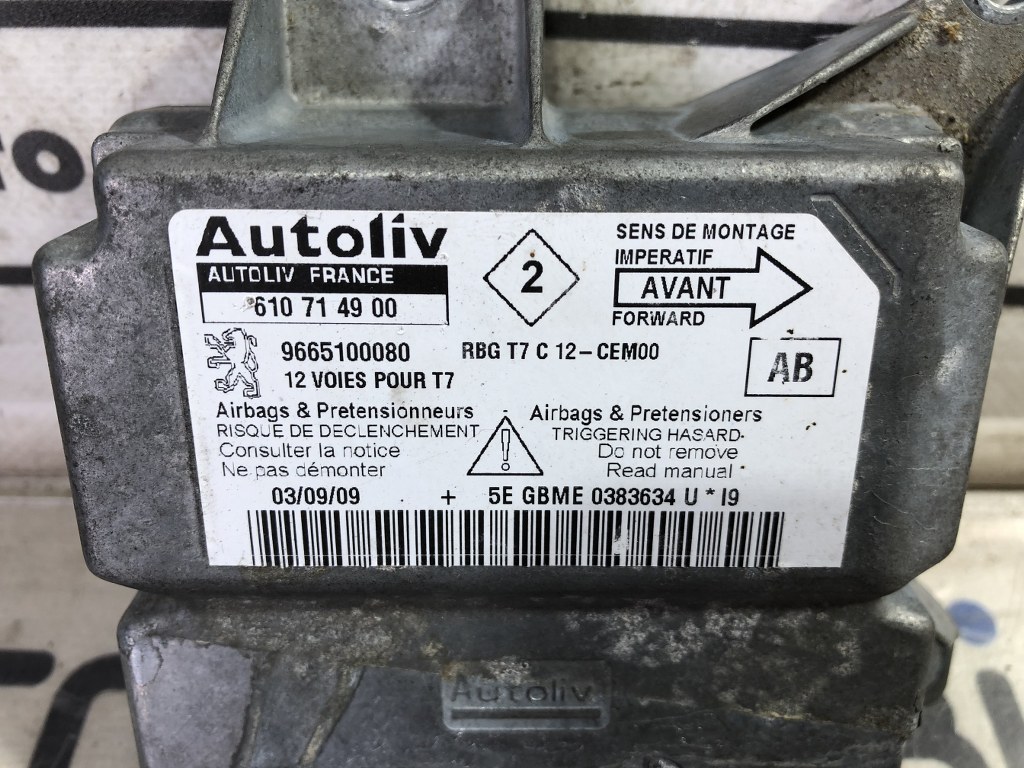 Autoliv
AUTOLIV FRANCE
610 71 49 00
2
SENS DE MONTAGE
IMPERATIF
AVANT
FORWARD
9665100080 RBG T7 C 12-CEM00
12 VOIES POUR T7
AB
Airbags & Pretensionneurs
RISQUE DE DECLENCHEMENT
Consulter la notice
Ne pas démonter
!
Airbags & Pretensioners
TRIGGERING HASARD
Do not remove
Read manual
03/09/09 + 5E GBME 0383634 U * I9
Autoliv